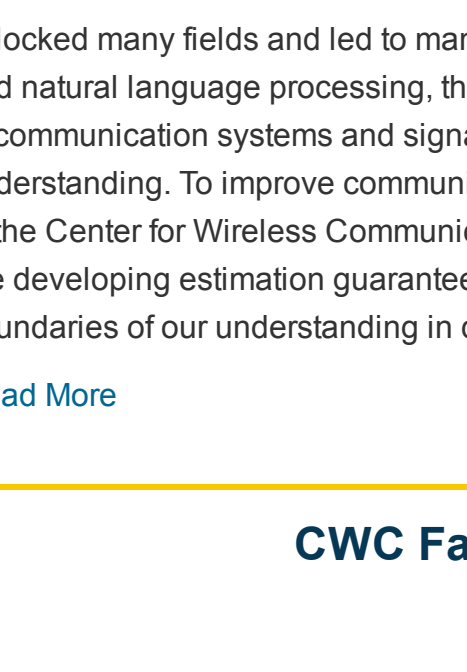 locked many fields and led to mar
d natural language processing, th
communication systems and signa
derstanding. To improve communi
the Center for Wireless Communic
e developing estimation guarantee
undaries of our understanding in c
ad More
CWC Fa